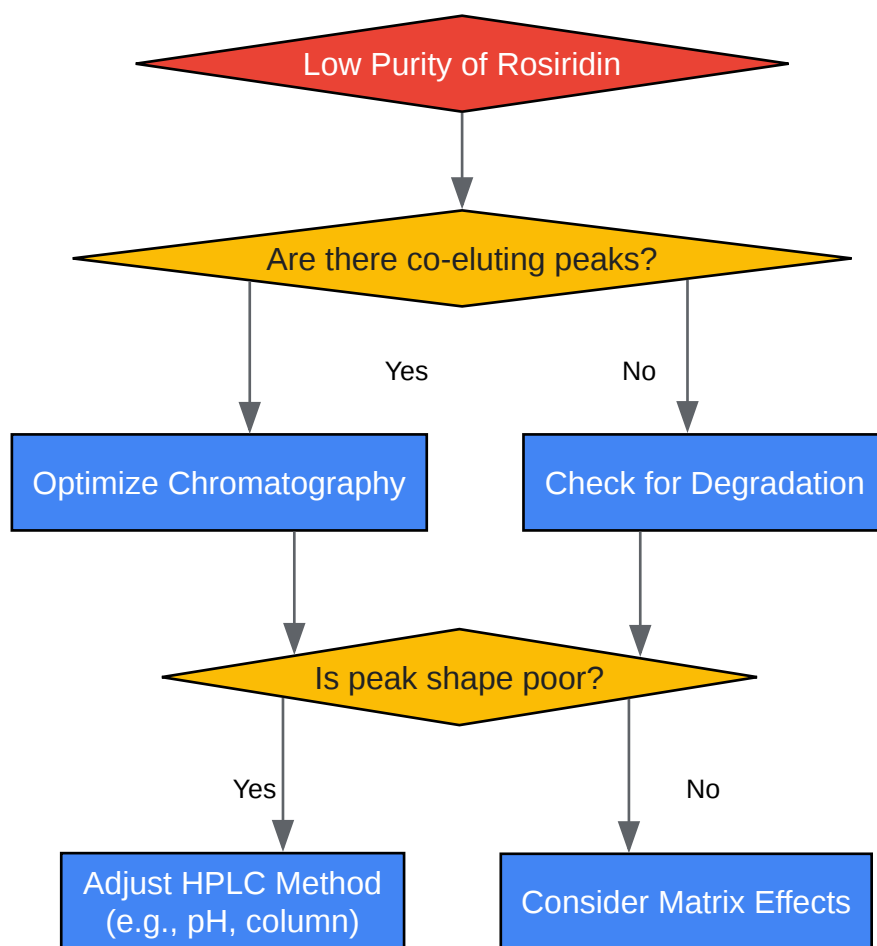 Low Purity of Rosiridin
Are there co-eluting peaks?
Yes
No
Optimize Chromatography
Check for Degradation
Is peak shape poor?
Yes
No
Adjust HPLC Method
(e.g., pH, column)
Consider Matrix Effects